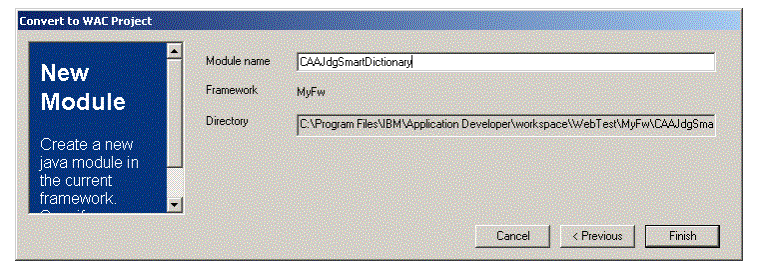 Convert to WAC Project
New
Module
Create a new
java module in
the current
framework.
Module name
CAAJdgSmartDictionary
Framework
MyFw
Directory
C:\Program Files\IBM\Application Developer\workspace\WebTest\MyFw\CAAJdgSma
Cancel
< Previous
Finish